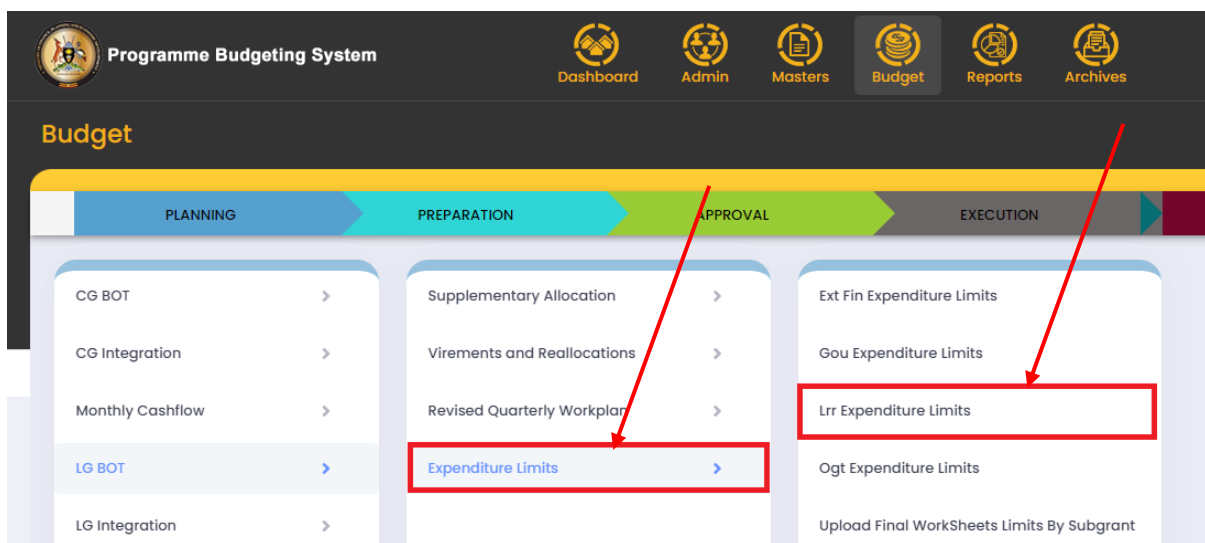 Programme Budgeting System
Dashboard
Admin
Masters
Budget
Reports
Archives
Budget
PLANNING
PREPARATION
APPROVAL
EXECUTION
CG BOT
CG Integration
Monthly Cashflow
LG BOT
LG Integration
Supplementary Allocation
Virements and Reallocations
Revised Quarterly Workplan
Expenditure Limits
Ext Fin Expenditure Limits
Gou Expenditure Limits
Lrr Expenditure Limits
Ogt Expenditure Limits
Upload Final WorkSheets Limits By Subgrant